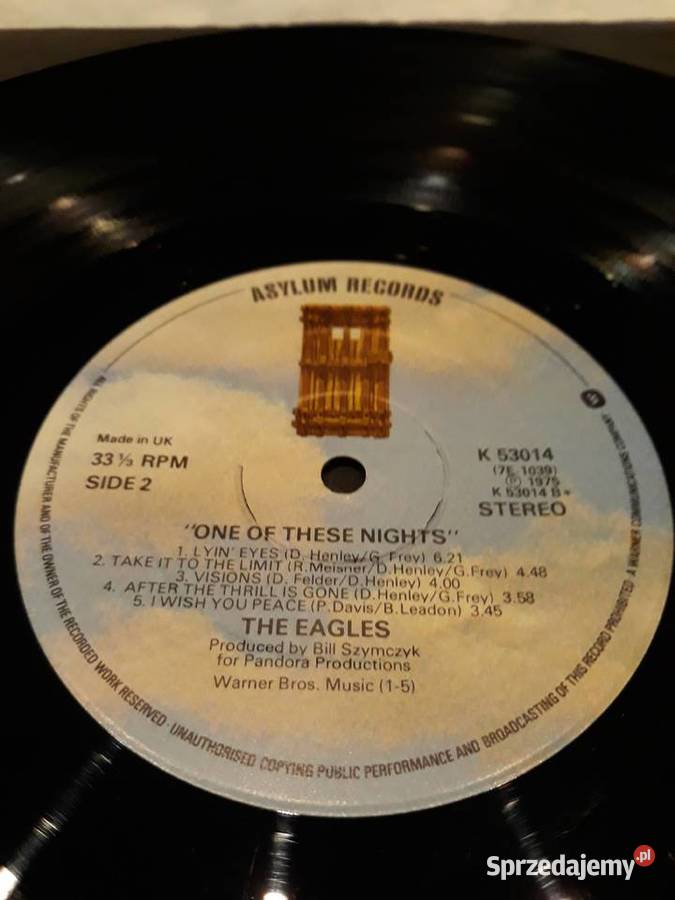 ASYLUM RECORDS
Made in UK
33 ⅓ RPM
SIDE 2
K 53014
(7E 1039)
℗ 1975
K 53014 B
STEREO
"ONE OF THESE NIGHTS"
1. LYIN' EYES (D. Henley/G. Frey) 6.21
2. TAKE IT TO THE LIMIT (R. Meisner/D. Henley/G. Frey) 4.48
3. VISIONS (D. Felder/D. Henley) 4.00
4. AFTER THE THRILL IS GONE (D. Henley/G. Frey) 3.58
5. I WISH YOU PEACE (P. Davis/B. Leadon) 3.45
THE EAGLES
Produced by Bill Szymczyk
for Pandora Productions
Warner Bros. Music (1-5)
ALL RIGHTS OF THE MANUFACTURER AND OF THE OWNER OF THE RECORDED WORK RESERVED · UNAUTHORISED COPYING PUBLIC PERFORMANCE AND BROADCASTING OF THIS RECORD PROHIBITED A WARNER COMMUNICATIONS COMPANY
Sprzedajemy.pl